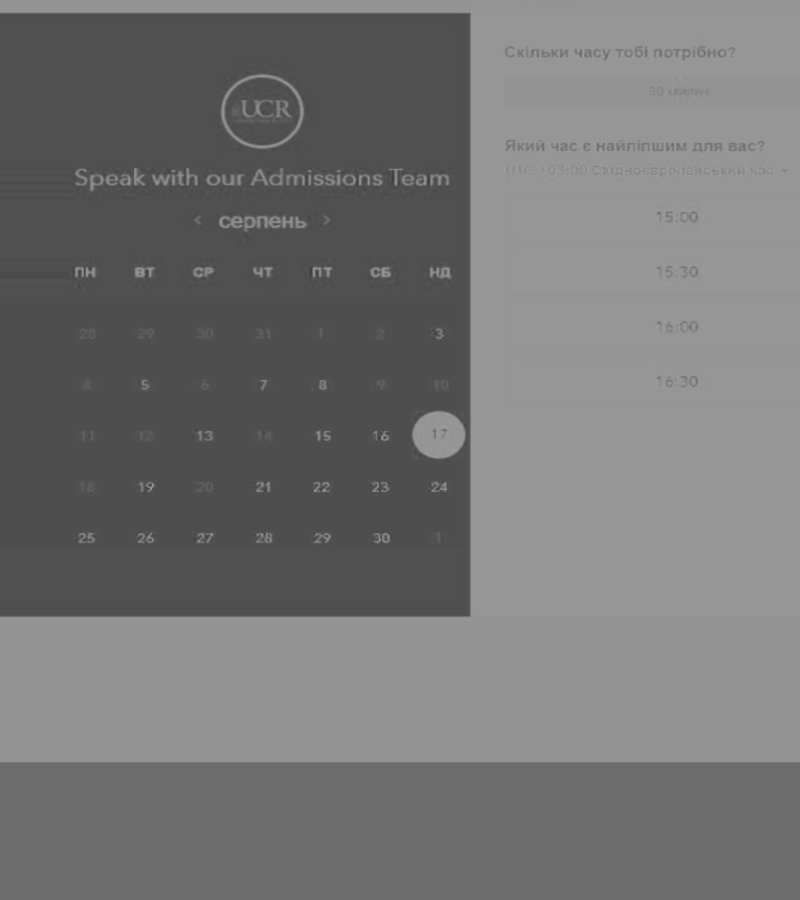 UCR
Speak with our Admissions Team
< серпень >
ПН ВТ СР ЧТ ПТ СБ НД
28 29 30 31 1 2 3
4 5 6 7 8 9 10
11 12 13 14 15 16 17
18 19 20 21 22 23 24
25 26 27 28 29 30 1
Скільки часу тобі потрібно?
30 хвилин
Який час є найліпшим для вас?
UTC +03:00 Східноєвропейський час
15:00
15:30
16:00
16:30